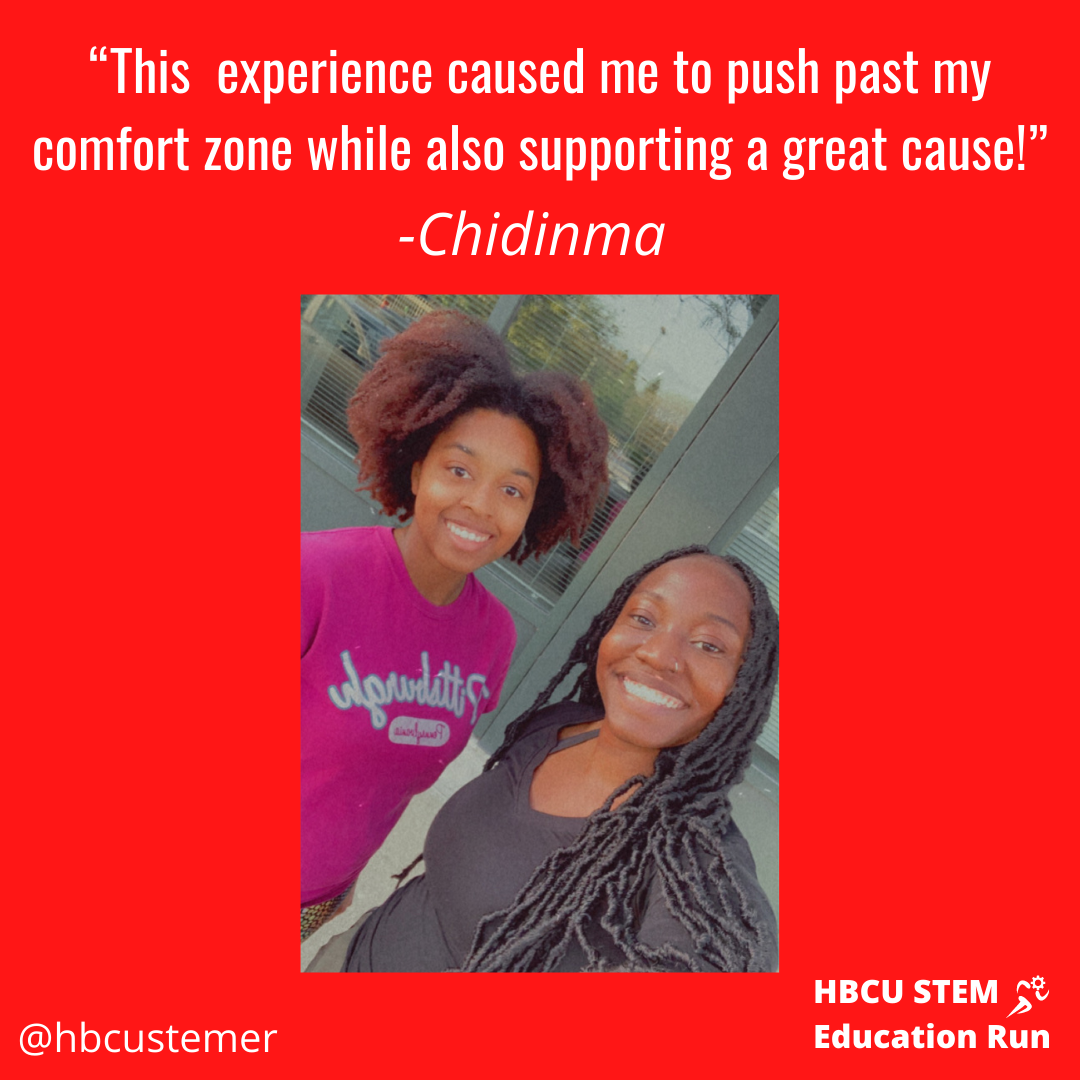 “This  experience caused me to push past my
comfort zone while also supporting a great cause!”
-Chidinma
Pittsburgh
HBCU STEM
Education Run
@hbcustemer